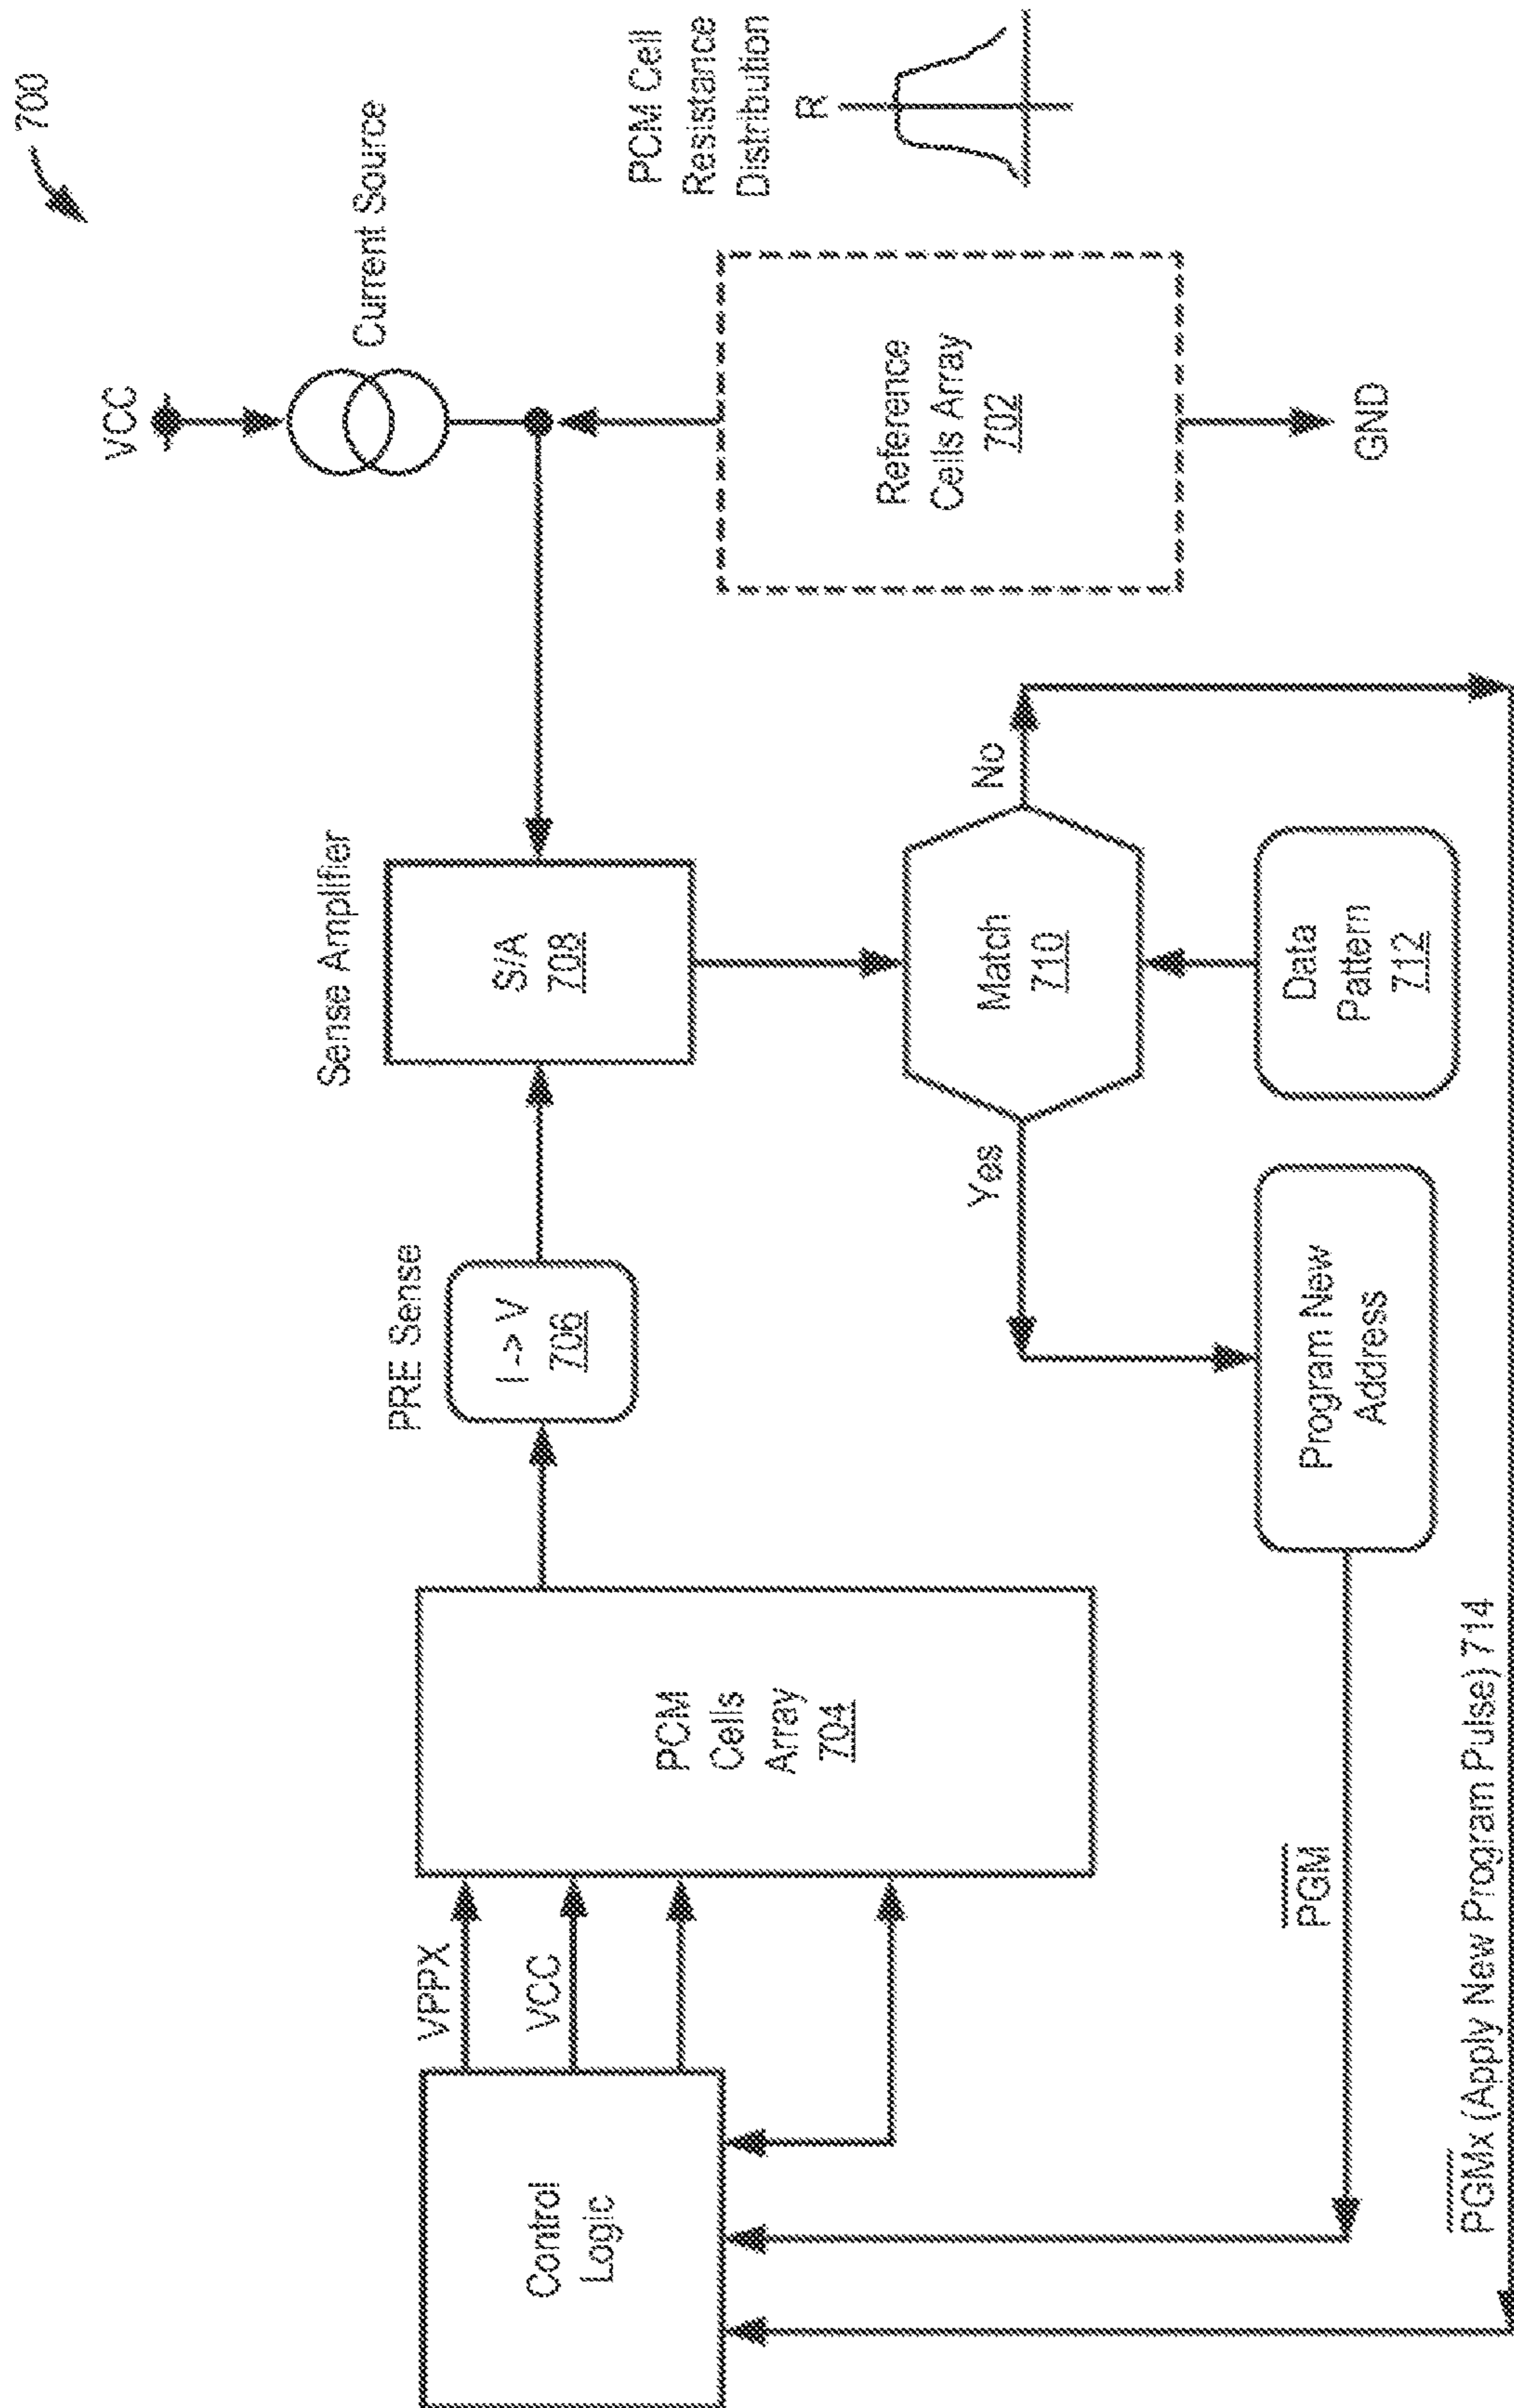 700
VCC
Current Source
PCM Cell
Resistance
Distribution
R
Sense Amplifier
PRE Sense
S/A
708
I -> V
706
VPPX
VCC
Control
Logic
PCM
Cells
Array
704
Reference
Cells Array
702
GND
No
Match
710
Yes
Data
Pattern
712
Program New
Address
PGM
PGMx (Apply New Program Pulse) 714